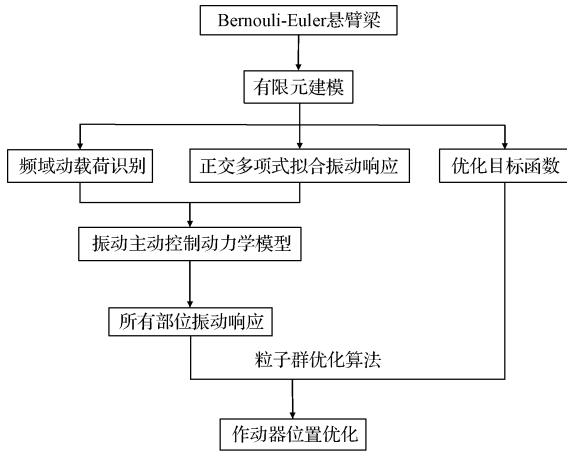 Bernouli-Euler悬臂梁
有限元建模
频域动载荷识别
正交多项式拟合振动响应
优化目标函数
振动主动控制动力学模型
所有部位振动响应
粒子群优化算法
作动器位置优化